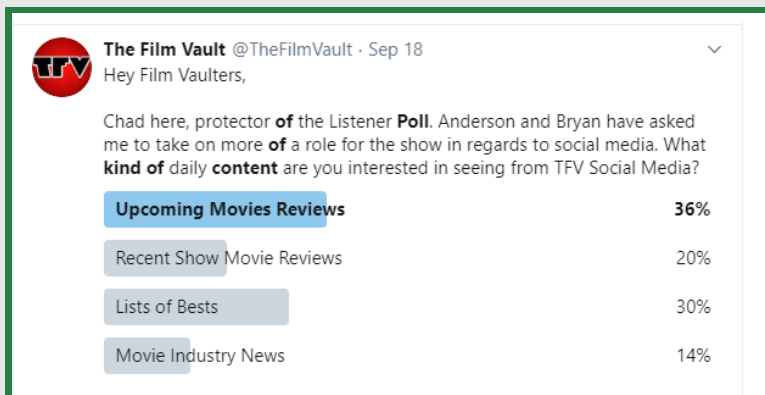 The Film Vault @TheFilmVault · Sep 18
TFV
Hey Film Vaulters,
Chad here, protector of the Listener Poll. Anderson and Bryan have asked
me to take on more of a role for the show in regards to social media. What
kind of daily content are you interested in seeing from TFV Social Media?
Upcoming Movies Reviews 36%
Recent Show Movie Reviews 20%
Lists of Bests 30%
Movie Industry News 14%